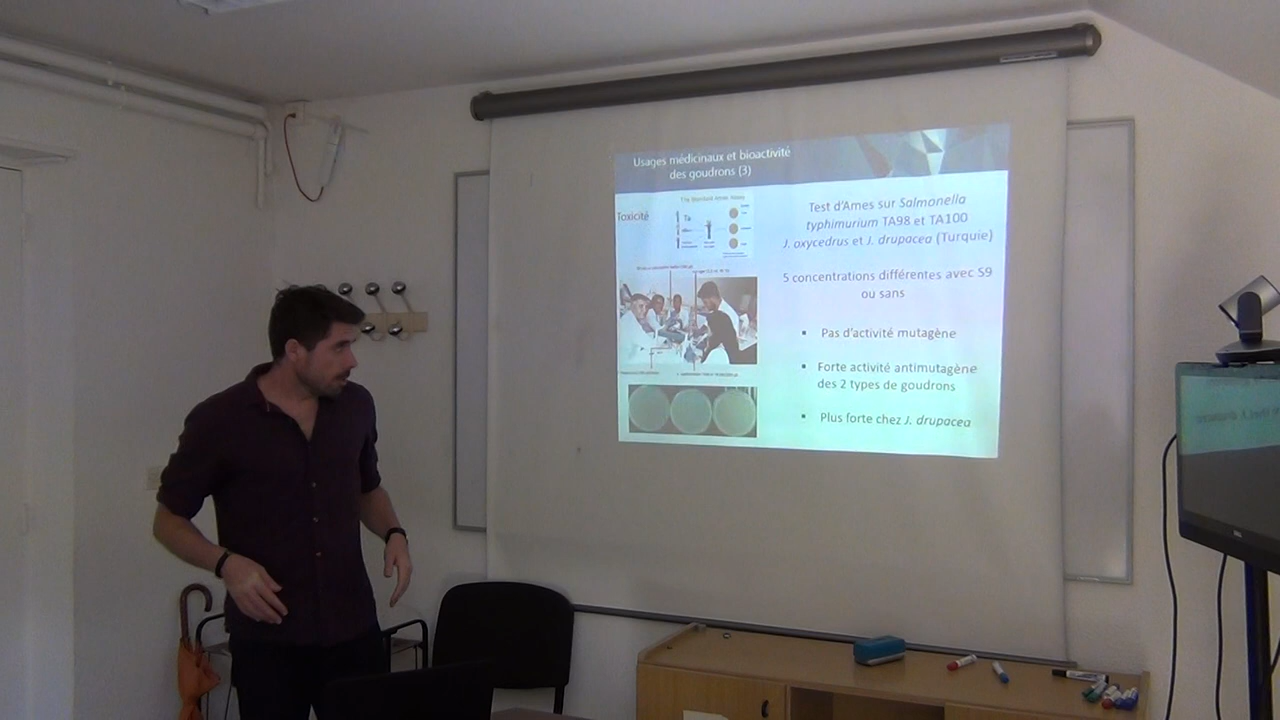 Usages médicinaux et bioactivité
des goudrons (3)
Toxicité
Test d'Ames sur Salmonella
typhimurium TA98 et TA100
J. oxycedrus et J. drupacea (Turquie)
5 concentrations différentes avec S9
ou sans
▪ Pas d'activité mutagène
▪ Forte activité antimutagène
des 2 types de goudrons
▪ Plus forte chez J. drupacea